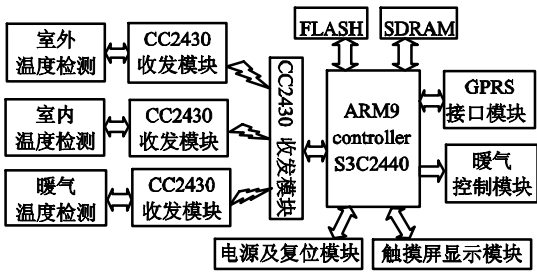 室外
温度检测
CC2430
收发模块
室内
温度检测
CC2430
收发模块
暖气
温度检测
CC2430
收发模块
CC2430 收发模块
FLASH
SDRAM
ARM9
controller
S3C2440
GPRS
接口模块
暖气
控制模块
电源及复位模块
触摸屏显示模块